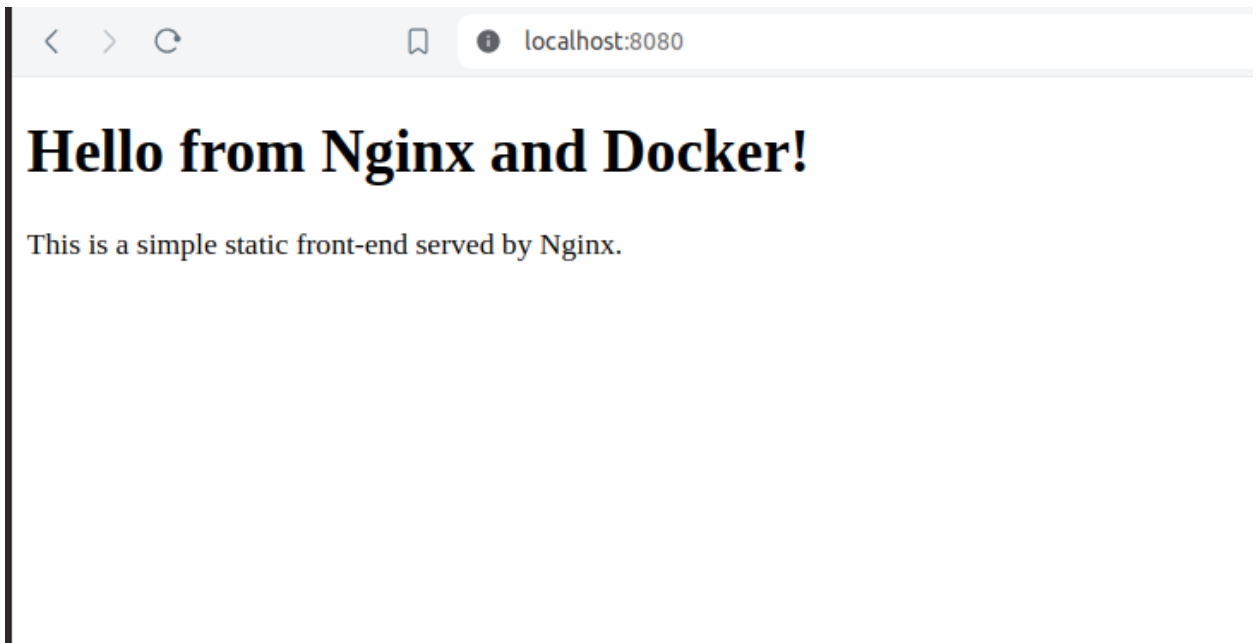 localhost:8080
Hello from Nginx and Docker!
This is a simple static front-end served by Nginx.